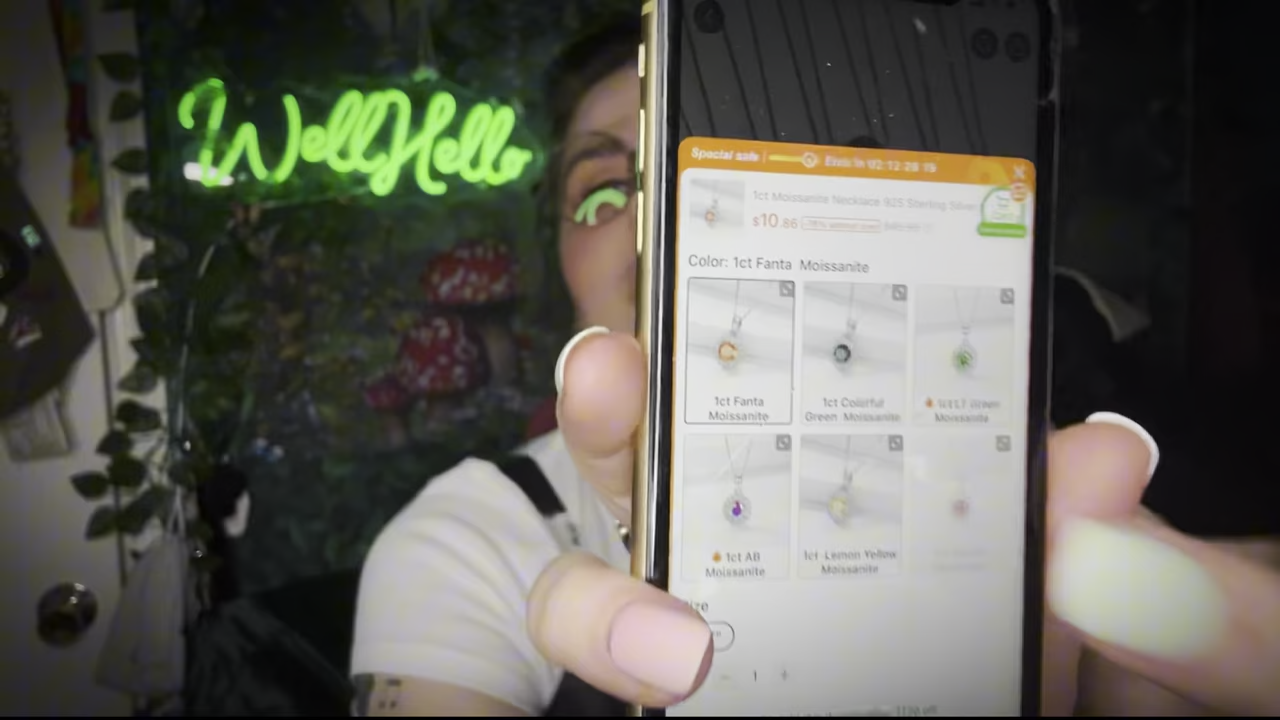 WellHello
Special sale
Ends in 02:12:28
1ct Moissanite Necklace 925 Sterling Silver
$10.86
Color: 1ct Fanta Moissanite
1ct Fanta
Moissanite
1ct Colorful
Green Moissanite
Green
Moissanite
1ct AB
Moissanite
1ct Lemon Yellow
Moissanite
1